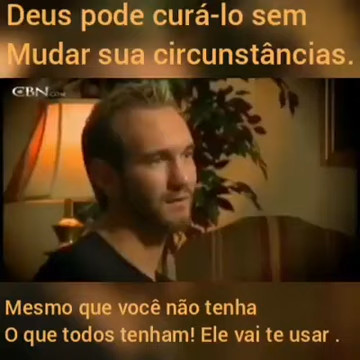 Deus pode curá-lo sem
Mudar sua circunstâncias.
CBN.COM
Mesmo que você não tenha
O que todos tenham! Ele vai te usar .